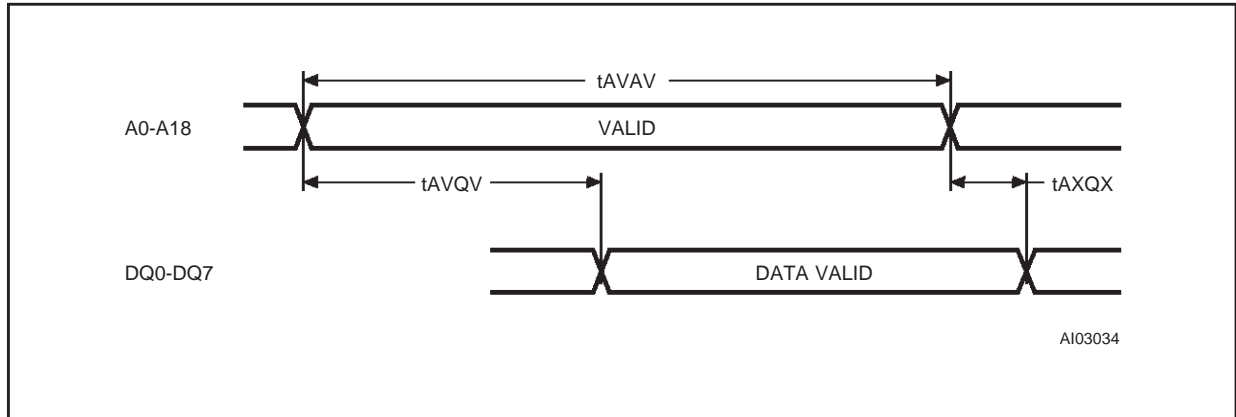 tAVAV
A0-A18
VALID
tAVQV
tAXQX
DQ0-DQ7
DATA VALID
AI03034